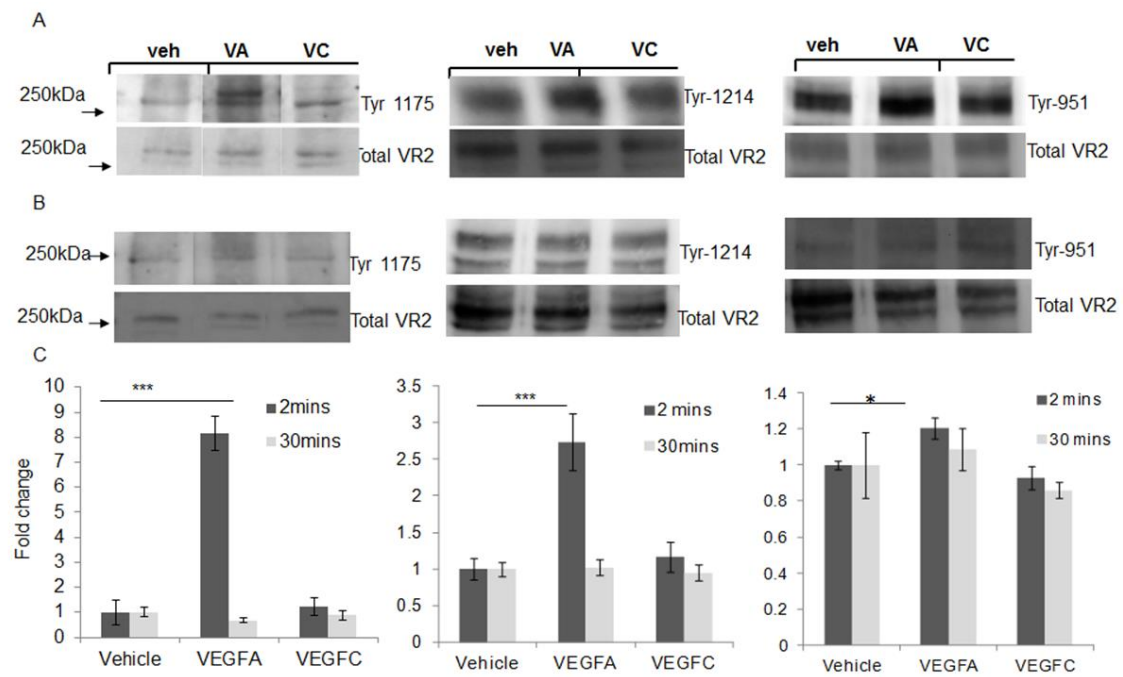 A
veh VA VC
250kDa
Tyr 1175
250kDa
Total VR2
veh VA VC
Tyr-1214
Total VR2
veh VA VC
Tyr-951
Total VR2
B
250kDa
Tyr 1175
250kDa
Total VR2
Tyr-1214
Total VR2
Tyr-951
Total VR2
C
Fold change
10
9
8
7
6
5
4
3
2
1
0
***
2mins
30mins
Vehicle VEGFA VEGFC
3.5
3
2.5
2
1.5
1
0.5
0
***
2 mins
30mins
Vehicle VEGFA VEGFC
1.4
1.2
1
0.8
0.6
0.4
0.2
0
*
2 mins
30 mins
Vehicle VEGFA VEGFC